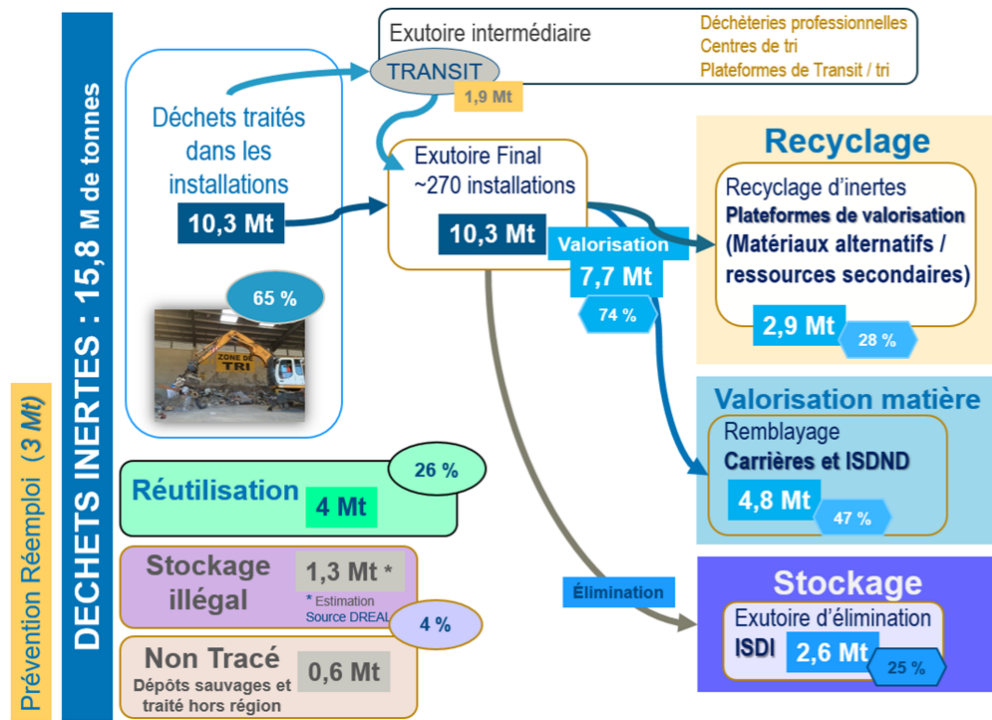 Prévention Réemploi (3 Mt)
DECHETS INERTES : 15,8 M de tonnes
Exutoire intermédiaire
TRANSIT
1,9 Mt
Déchèteries professionnelles
Centres de tri
Plateformes de Transit / tri
Déchets traités
dans les
installations
10,3 Mt
65 %
ZONE DE
TRI
Exutoire Final
~270 installations
10,3 Mt
Valorisation
7,7 Mt
74 %
Recyclage
Recyclage d'inertes
Plateformes de valorisation
(Matériaux alternatifs /
ressources secondaires)
2,9 Mt
28 %
Valorisation matière
Remblayage
Carrières et ISDND
4,8 Mt
47 %
Réutilisation
4 Mt
26 %
Stockage
illégal
1,3 Mt *
* Estimation
Source DREAL
4 %
Non Tracé
Dépôts sauvages et
traité hors région
0,6 Mt
Élimination
Stockage
Exutoire d'élimination
ISDI
2,6 Mt
25 %